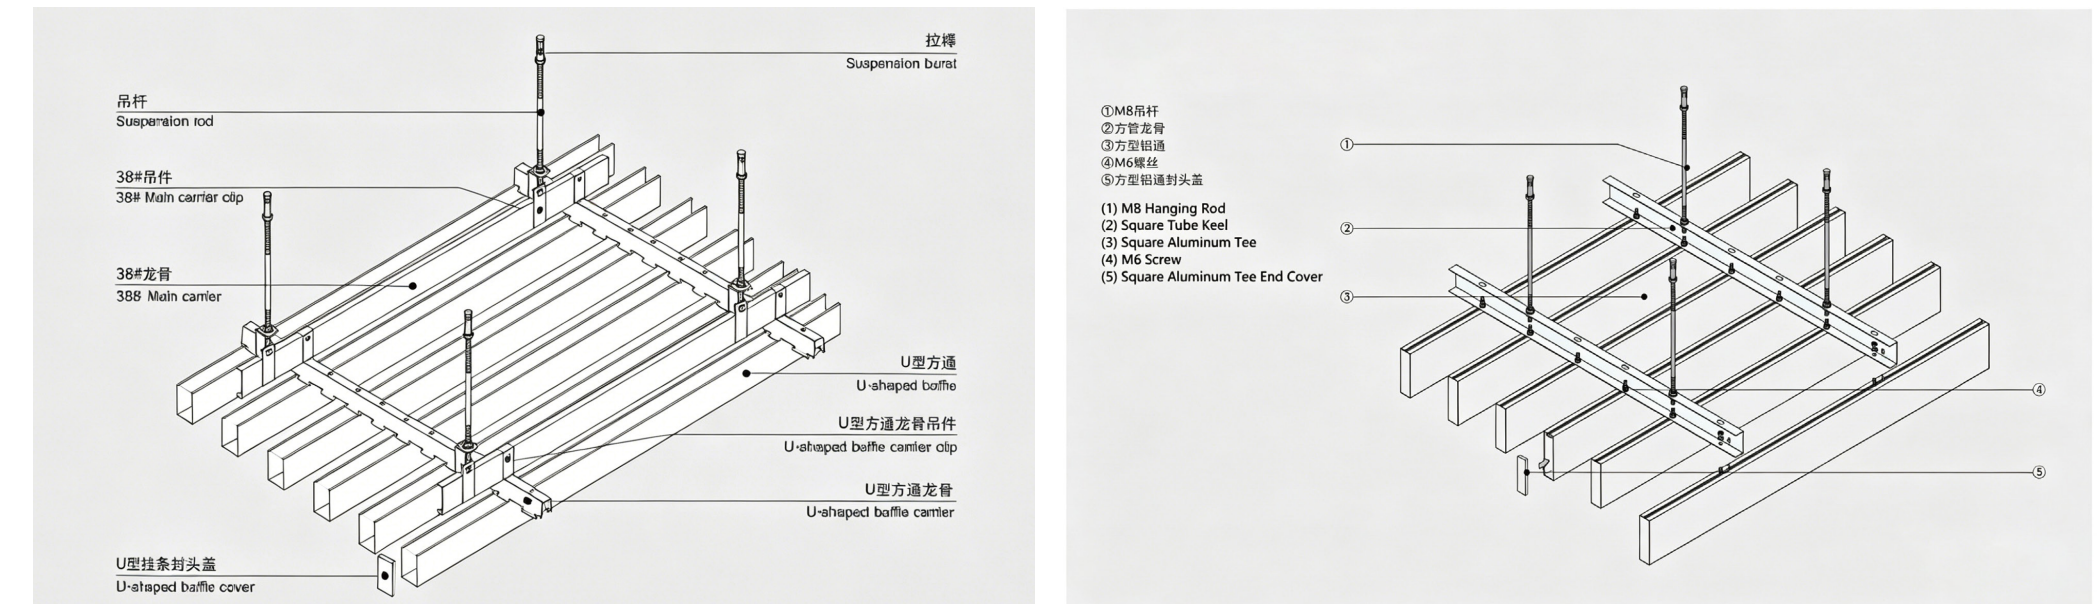 拉樿
Suspenaion burat
吊杆
Susparraion rod
38#吊件
38# Main carrier clip
38#龙骨
388 Main carrier
U型方通
U-shaped baffle
U型方通龙骨吊件
U-shaped baffle carrier clip
U型方通龙骨
U-shaped baffle carrier
U型挂条封头盖
U-shaped baffle cover
①M8吊杆
②方管龙骨
③方型铝通
④M6螺丝
⑤方型铝通封头盖
(1) M8 Hanging Rod
(2) Square Tube Keel
(3) Square Aluminum Tee
(4) M6 Screw
(5) Square Aluminum Tee End Cover
①
②
③
④
⑤